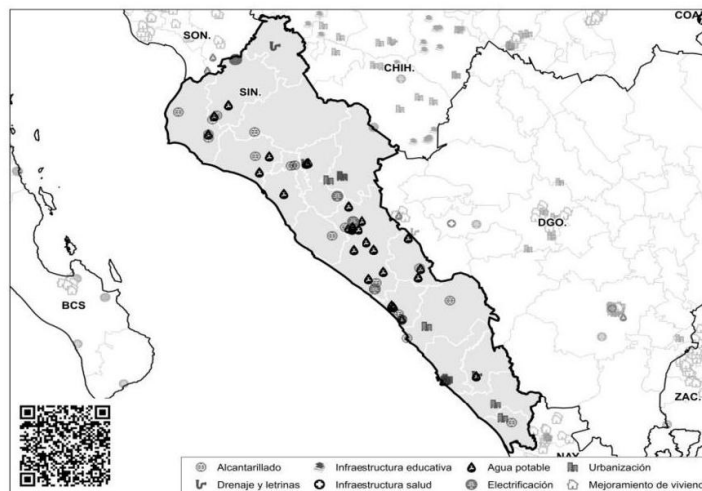 SON.
COA
CHIH.
SIN.
DGO.
BCS
ZAC.
NAY
Alcantarillado
Infraestructura educativa
Agua potable
Urbanización
Drenaje y letrinas
Infraestructura salud
Electrificación
Mejoramiento de viviend